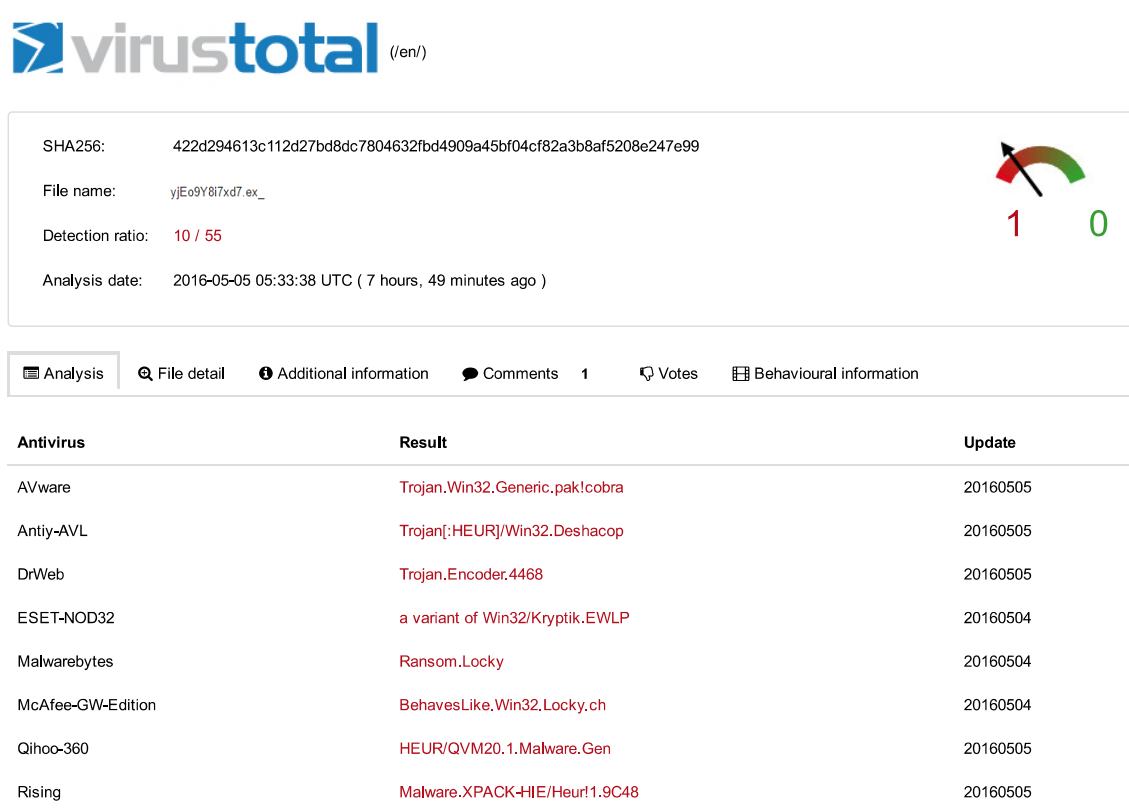 virustotal (/en/)
SHA256: 422d294613c112d27bd8dc7804632fbd4909a45bf04cf82a3b8af5208e247e99
File name: yjEo9Y8i7xd7.ex_
Detection ratio: 10 / 55
Analysis date: 2016-05-05 05:33:38 UTC ( 7 hours, 49 minutes ago )
1 0
Analysis File detail Additional information Comments 1 Votes Behavioural information
Antivirus Result Update
AVware Trojan.Win32.Generic.pak!cobra 20160505
Antiy-AVL Trojan[:HEUR]/Win32.Deshacop 20160505
DrWeb Trojan.Encoder.4468 20160505
ESET-NOD32 a variant of Win32/Kryptik.EWLP 20160504
Malwarebytes Ransom.Locky 20160504
McAfee-GW-Edition BehavesLike.Win32.Locky.ch 20160504
Qihoo-360 HEUR/QVM20.1.Malware.Gen 20160505
Rising Malware.XPACK-HIE/Heur!1.9C48 20160505